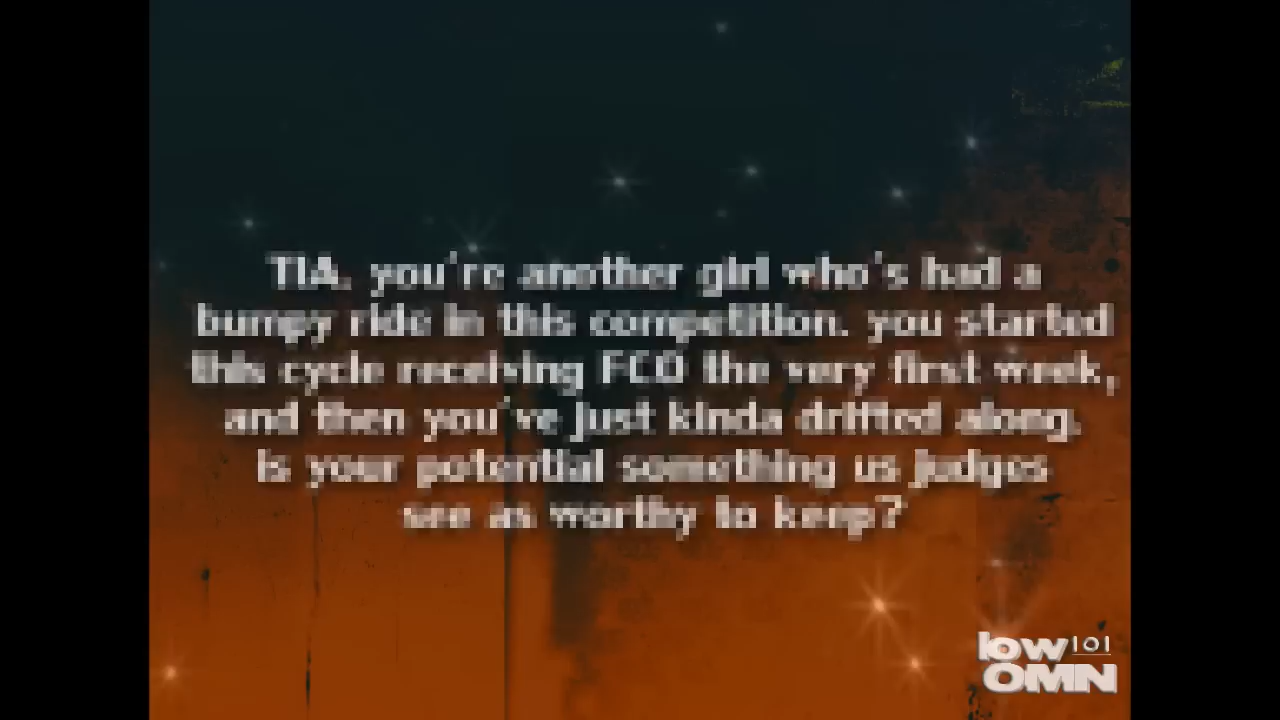 TIA. you're another girl who's had a
bumpy ride in this competition. you started
this cycle receiving FCO the very first week,
and then you've just kinda drifted along.
is your potential something us judges
see as worthy to keep?
low 101
OMN